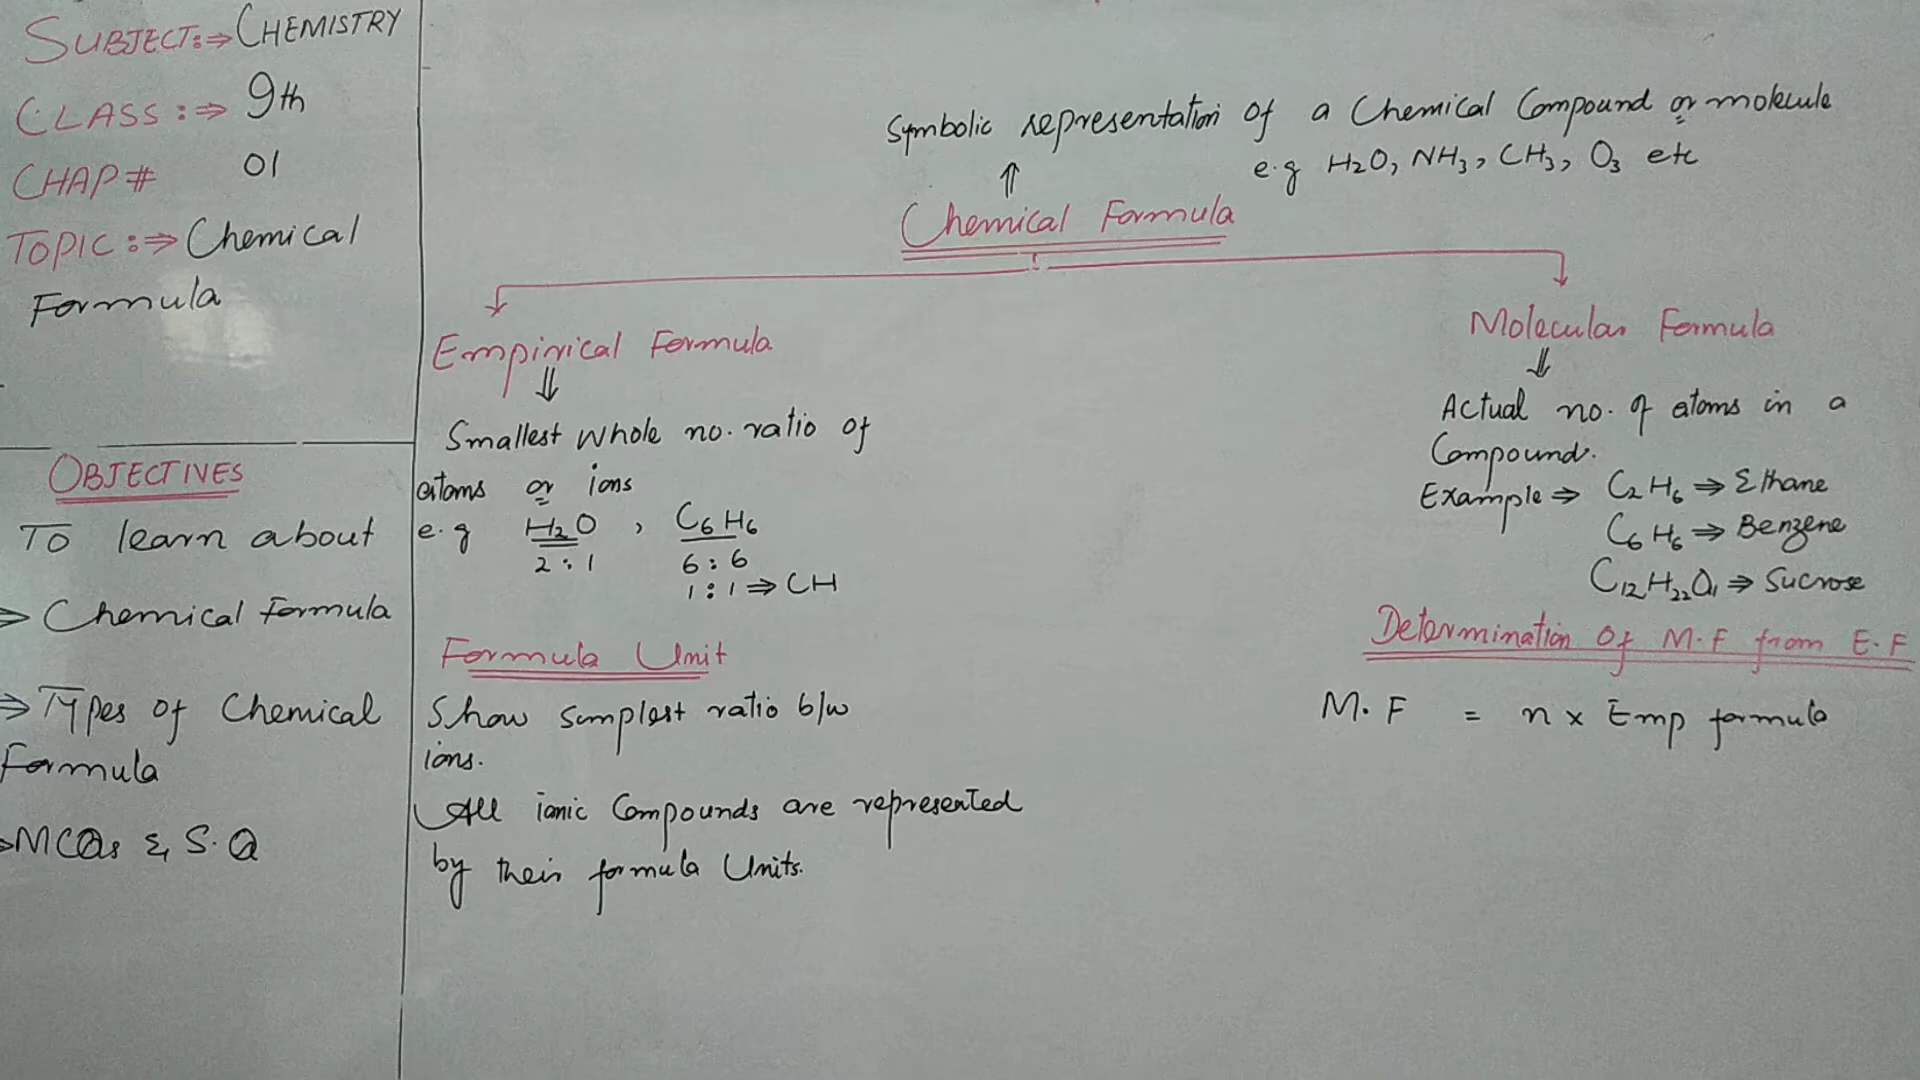 SUBJECT:⇒ CHEMISTRY
CLASS:⇒ 9th
CHAP# 01
TOPIC:⇒ Chemical
Formula
OBJECTIVES
To learn about
⇒ Chemical Formula
⇒ Types of Chemical
Formula
⇒ MCQs & S.Q
Symbolic representation of a Chemical Compound or molecule
e.g H2O, NH3, CH3, O3 etc
⇑
Chemical Formula
Empirical Formula
⇓
Smallest whole no. ratio of
atoms or ions
e.g H2O , C6H6
2:1 6:6
1:1 ⇒ CH
Formula Unit
Show simplest ratio b/w
ions.
All ionic Compounds are represented
by their formula Units.
Molecular Formula
⇓
Actual no. of atoms in a
Compound.
Example ⇒ C2H6 ⇒ Ethane
C6H6 ⇒ Benzene
C12H22O11 ⇒ Sucrose
Determination Of M.F from E.F
M.F = n x Emp formula